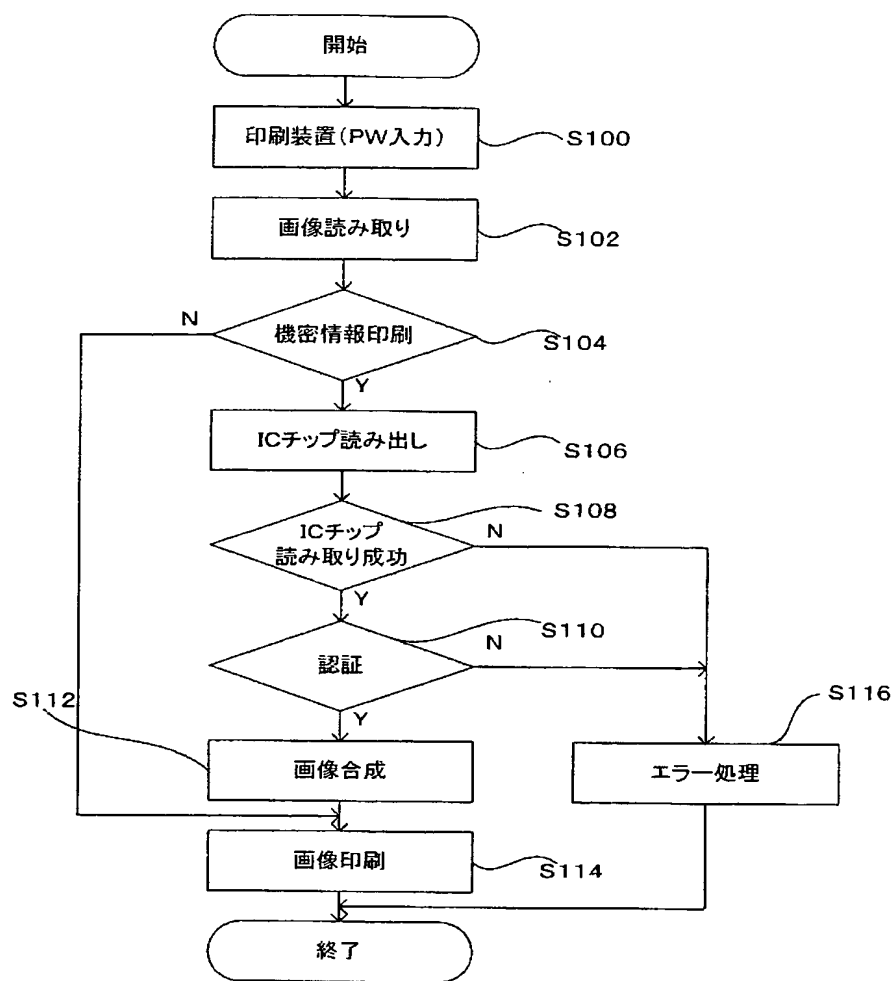 開始
印刷装置(PW入力)
S100
画像読み取り
S102
N
機密情報印刷
S104
Y
ICチップ読み出し
S106
S108
ICチップ
読み取り成功
N
Y
S110
認証
N
S112
Y
S116
画像合成
エラー処理
画像印刷
S114
終了